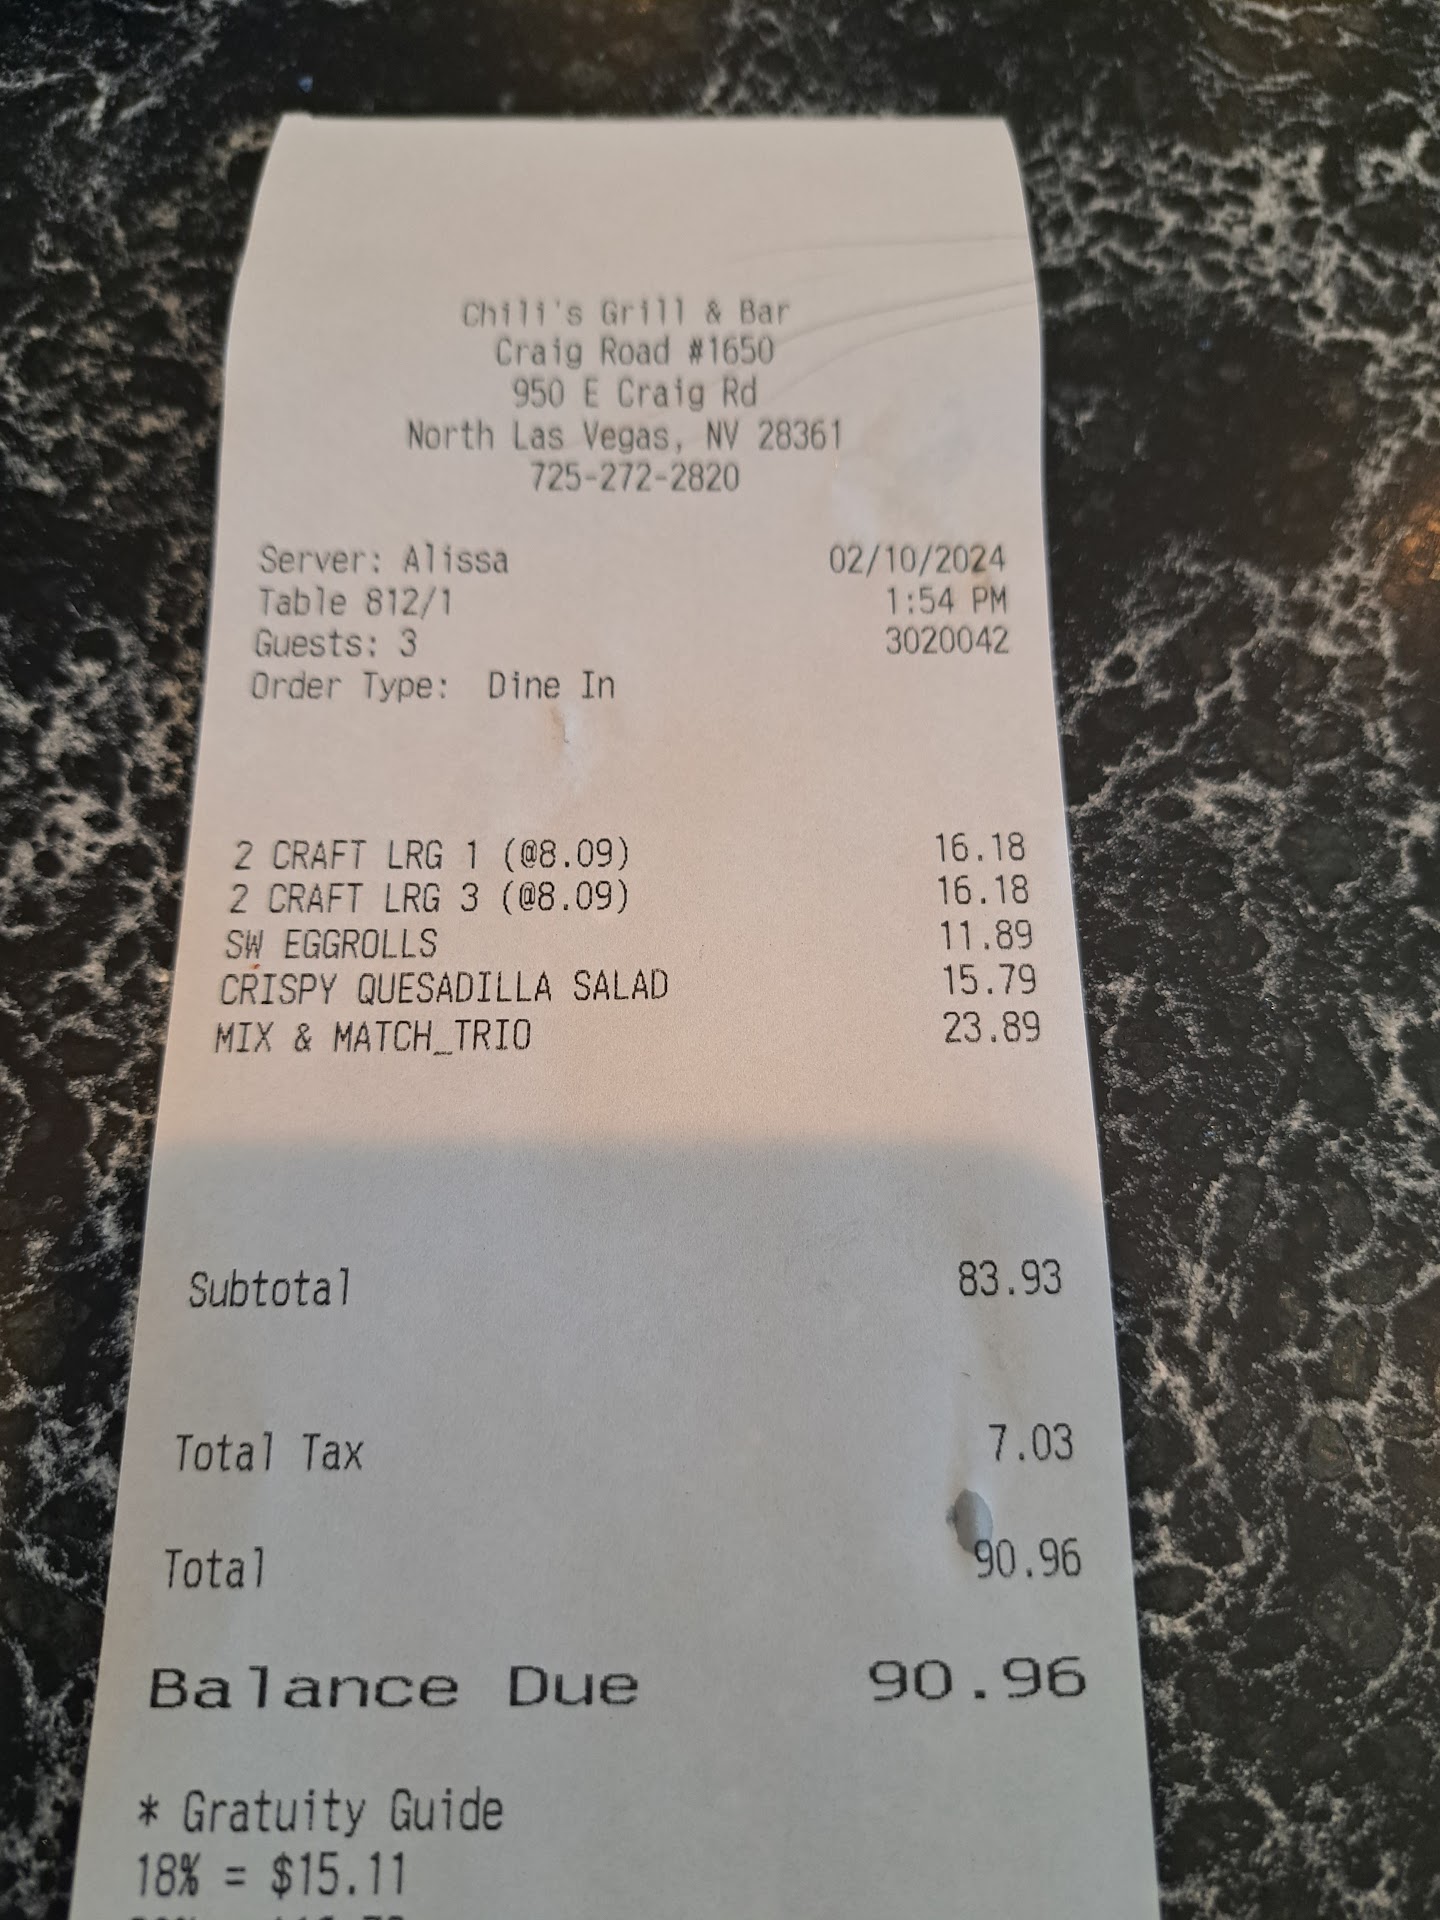 Chili's Grill & Bar
Craig Road #1650
950 E Craig Rd
North Las Vegas, NV 28361
725-272-2820
Server: Alissa 02/10/2024
Table 812/1 1:54 PM
Guests: 3 3020042
Order Type: Dine In
2 CRAFT LRG 1 (@8.09) 16.18
2 CRAFT LRG 3 (@8.09) 16.18
SW EGGROLLS 11.89
CRISPY QUESADILLA SALAD 15.79
MIX & MATCH_TRIO 23.89
Subtotal 83.93
Total Tax 7.03
Total 90.96
Balance Due 90.96
* Gratuity Guide
18% = $15.11